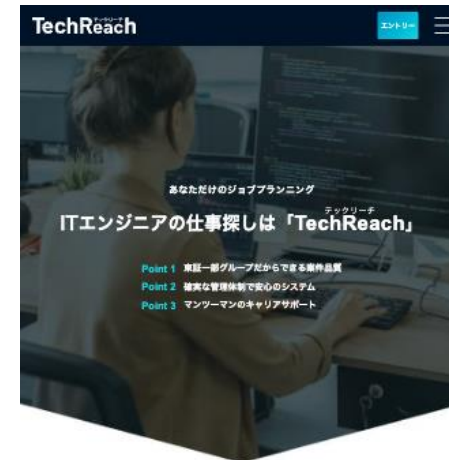 テックリーチ
TechReach
エントリー
あなただけのジョブプランニング
テックリーチ
ITエンジニアの仕事探しは「TechReach」
Point 1 東証一部グループだからできる案件品質
Point 2 確実な管理体制で安心のシステム
Point 3 マンツーマンのキャリアサポート